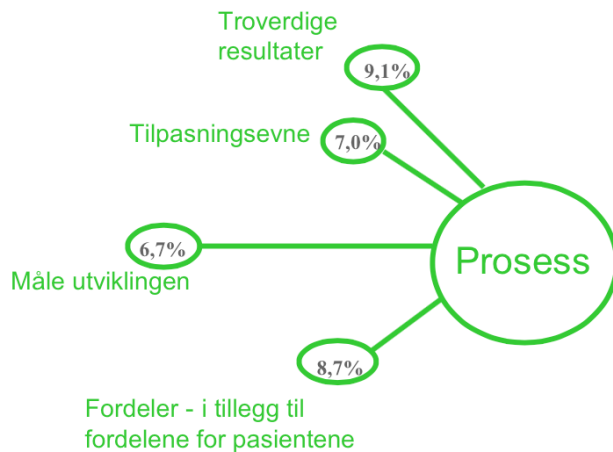 Troverdige
resultater
9,1%
Tilpasningsevne
7,0%
Prosess
6,7%
Måle utviklingen
8,7%
Fordeler - i tillegg til
fordelene for pasientene